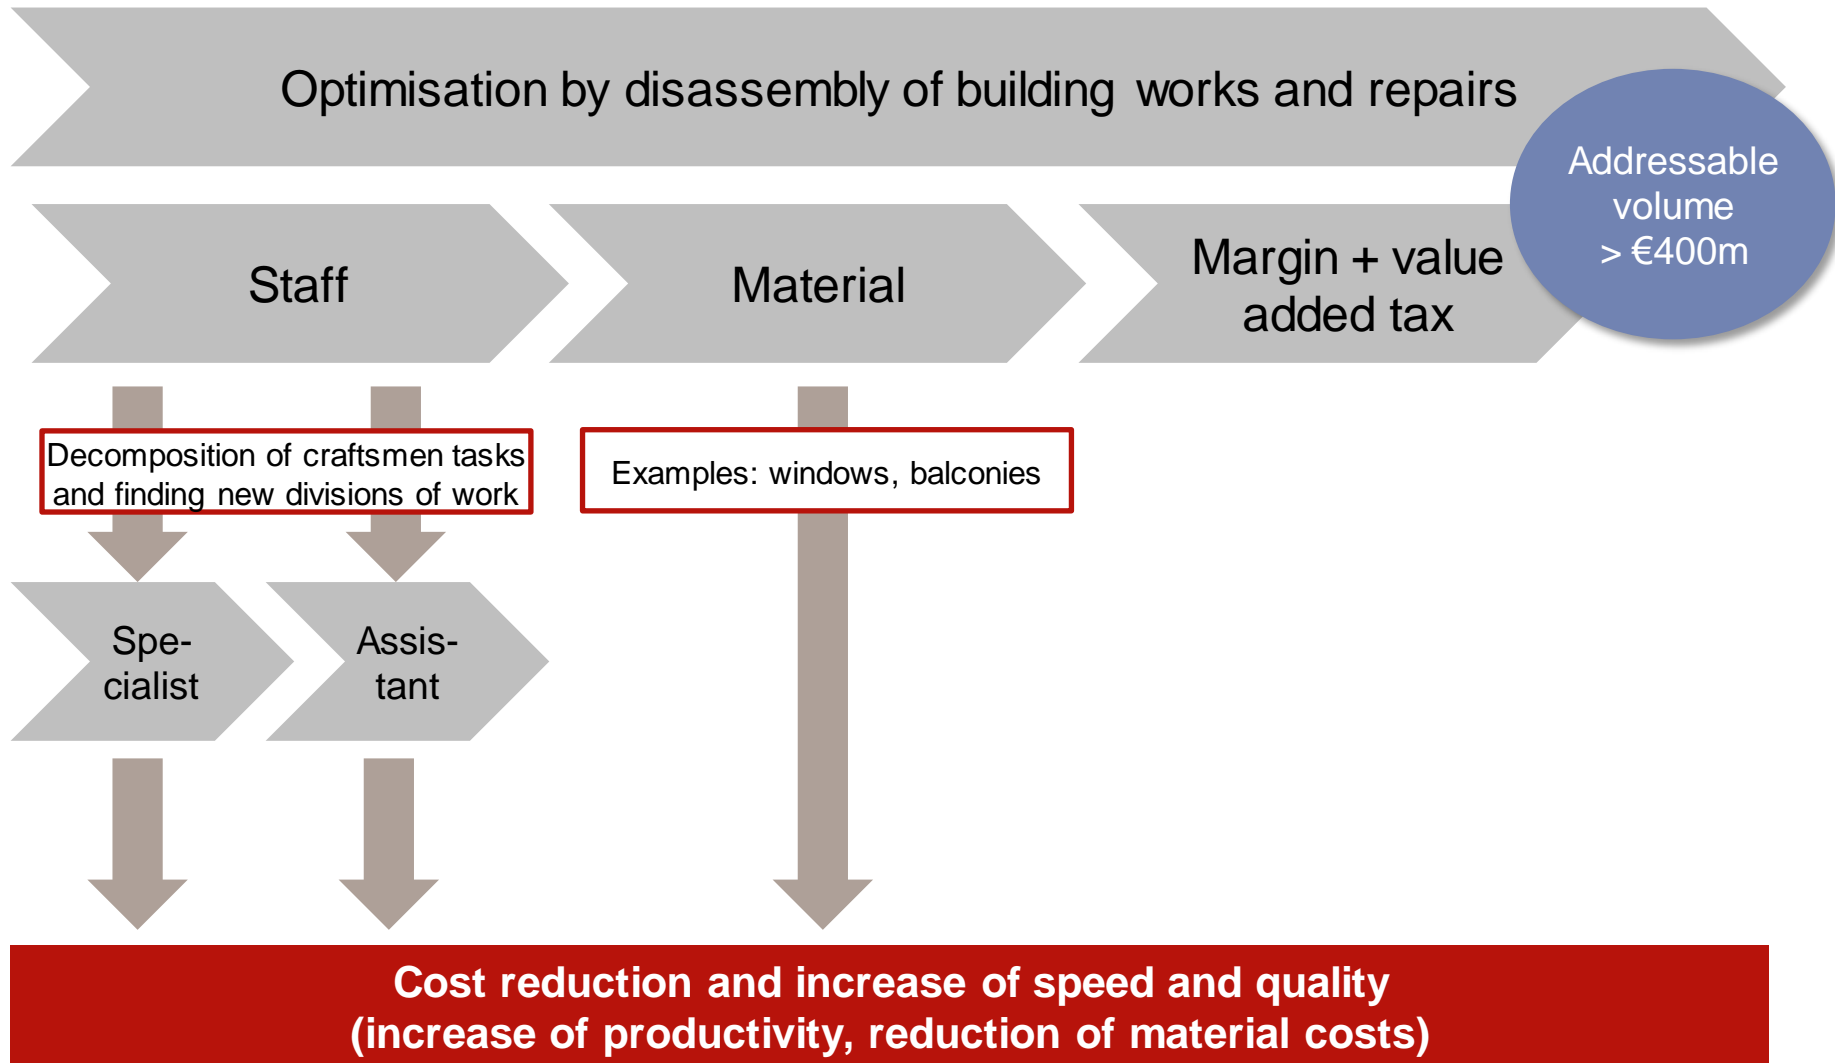 Optimisation by disassembly of building works and repairs
Addressable
volume
> €400m
Staff
Material
Margin + value
added tax
Decomposition of craftsmen tasks
and finding new divisions of work
Examples: windows, balconies
Spe-
cialist
Assis-
tant
Cost reduction and increase of speed and quality
(increase of productivity, reduction of material costs)